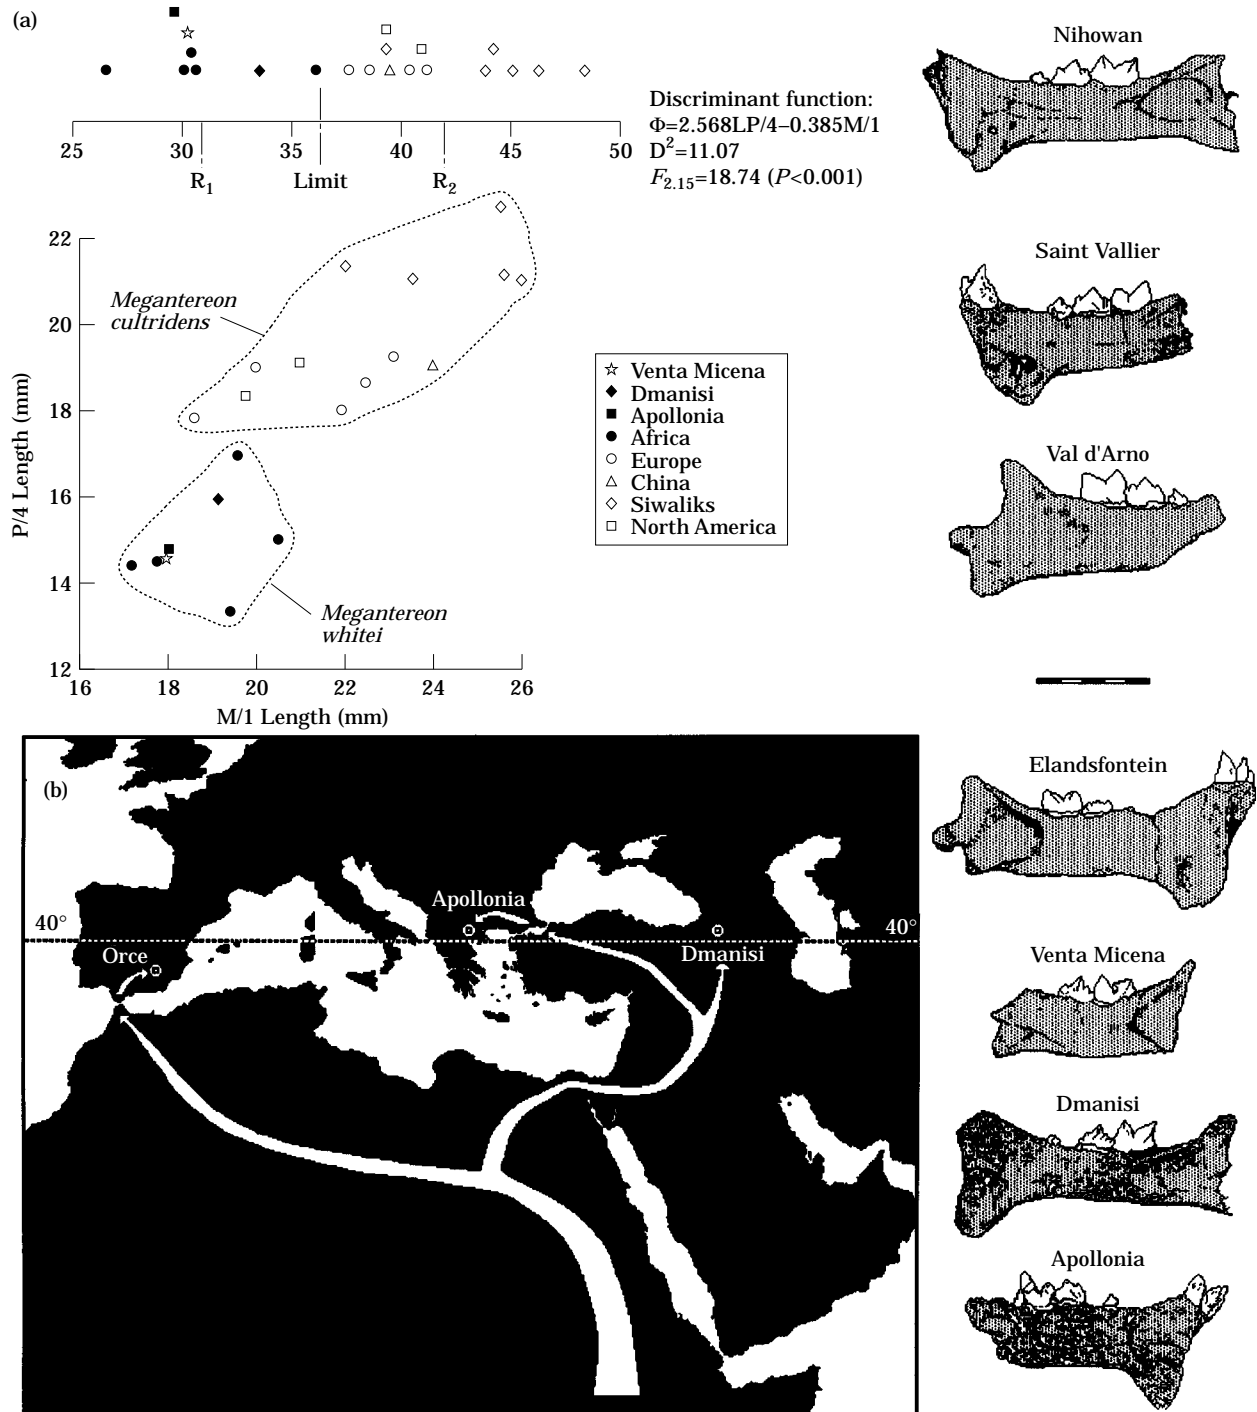 (a)
25 30 35 40 45 50
R1 Limit R2
Discriminant function:
Φ=2.568LP/4–0.385M/1
D²=11.07
F2.15=18.74 (P<0.001)
22
20
18
16
14
12
P/4 Length (mm)
Megantereon
cultridens
Megantereon
whitei
16 18 20 22 24 26
M/1 Length (mm)
Venta Micena
Dmanisi
Apollonia
Africa
Europe
China
Siwaliks
North America
Nihowan
Saint Vallier
Val d'Arno
(b)
Apollonia
40° 40°
Orce
Dmanisi
Elandsfontein
Venta Micena
Dmanisi
Apollonia